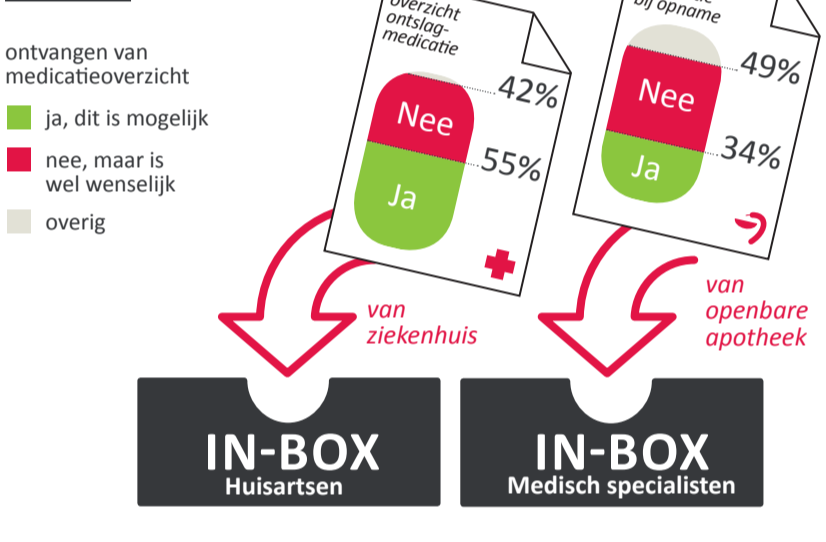 ontvangen van
medicatieoverzicht
ja, dit is mogelijk
nee, maar is
wel wenselijk
overig
overzicht
ontslag-
medicatie
42%
Nee
55%
Ja
van
ziekenhuis
bij opname
49%
Nee
34%
Ja
van
openbare
apotheek
IN-BOX
Huisartsen
IN-BOX
Medisch specialisten